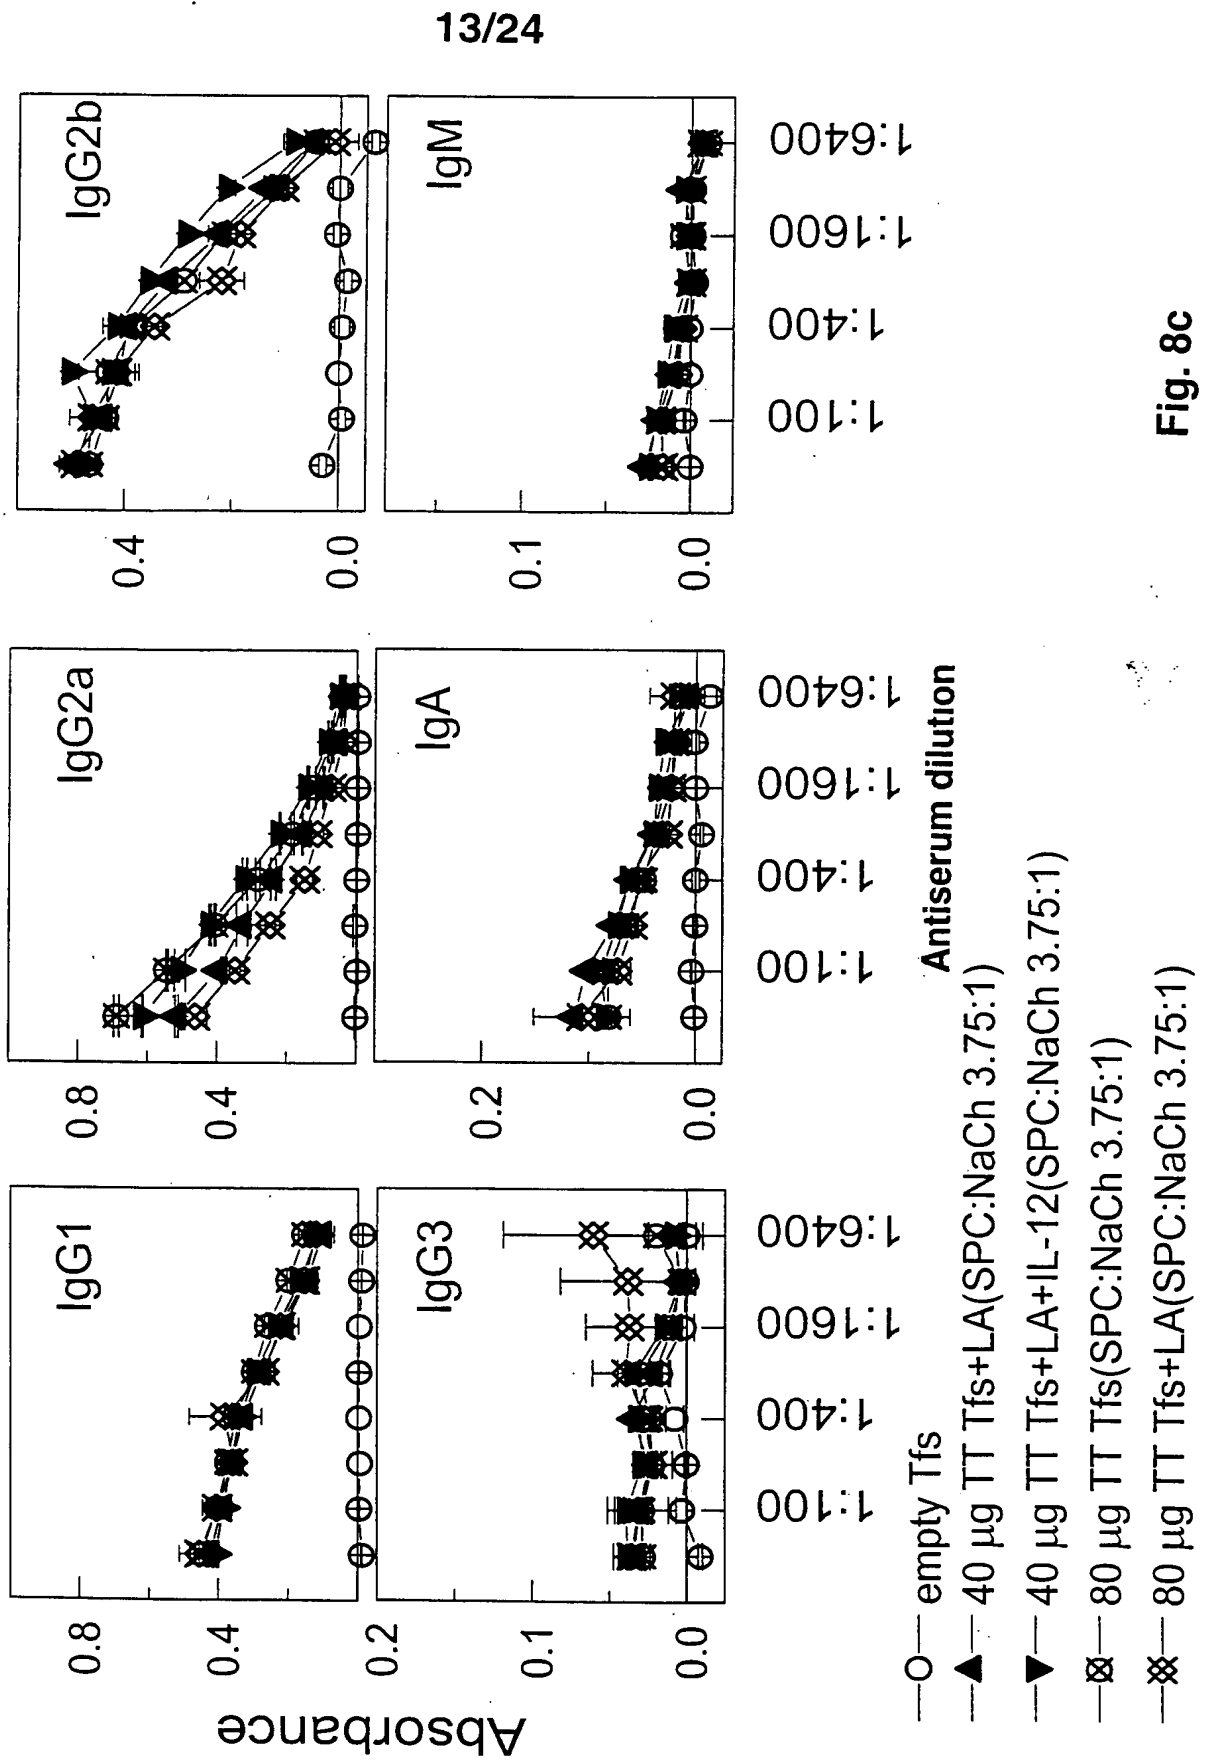 13/24
Absorbance
IgG1
IgG2a
IgG2b
0.8
0.4
0.8
0.4
0.4
0.0
IgG3
IgA
IgM
0.2
0.1
0.0
0.2
0.0
0.1
0.0
1:100
1:400
1:1600
1:6400
1:100
1:400
1:1600
1:6400
1:100
1:400
1:1600
1:6400
Antiserum dilution
empty Tfs
40 µg TT Tfs+LA(SPC:NaCh 3.75:1)
40 µg TT Tfs+LA+IL-12(SPC:NaCh 3.75:1)
80 µg TT Tfs(SPC:NaCh 3.75:1)
80 µg TT Tfs+LA(SPC:NaCh 3.75:1)
Fig. 8c